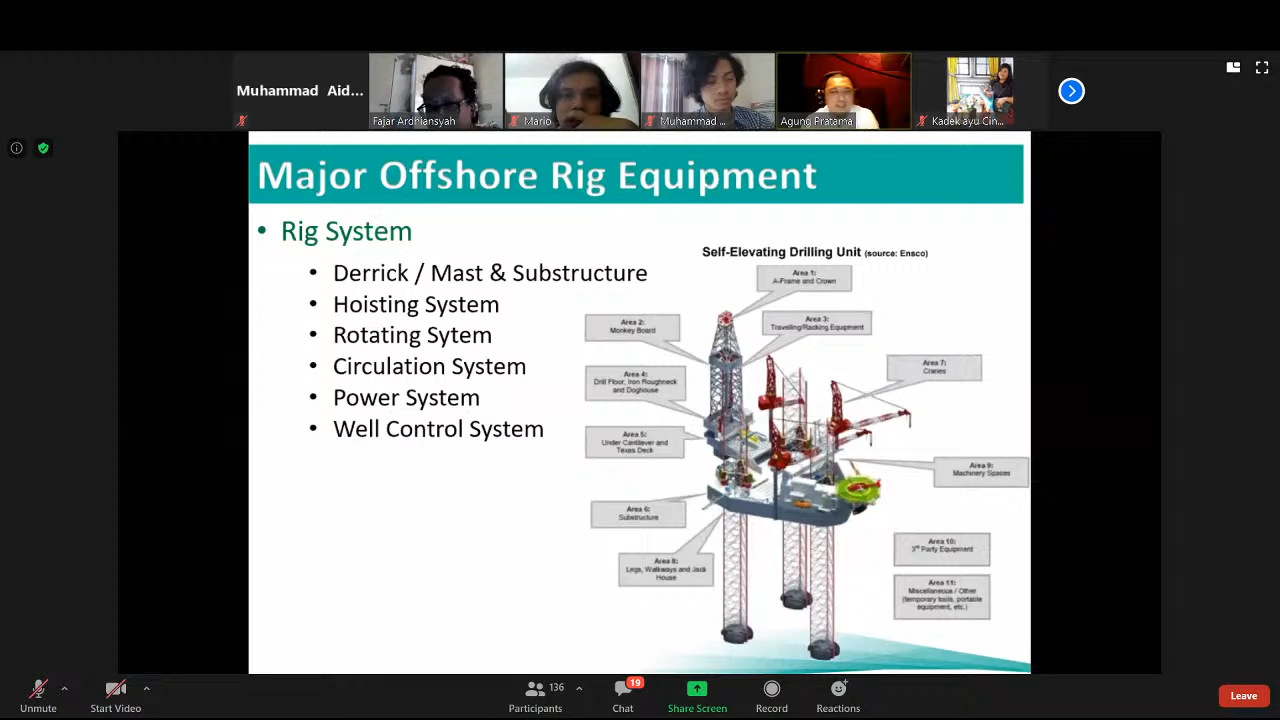 Muhammad Aid...
Fajar Ardhiansyah
Mario
Muhammad ...
Agung Pratama
Kadek ayu Cin...
Major Offshore Rig Equipment
• Rig System
• Derrick / Mast & Substructure
• Hoisting System
• Rotating Sytem
• Circulation System
• Power System
• Well Control System
Self-Elevating Drilling Unit (source: Ensco)
Area 1:
A-Frame and Crown
Area 2:
Monkey Board
Area 3:
Travelling/Racking Equipment
Area 4:
Drill Floor, Iron Roughneck
and Doghouse
Area 5:
Under Cantilever and
Texas Deck
Area 6:
Substructure
Area 7:
Cranes
Area 8:
Legs, Walkways and Jack
House
Area 9:
Machinery Spaces
Area 10:
3rd Party Equipment
Area 11:
Miscellaneous / Other
(temporary tools, portable
equipment, etc.)
Unmute
Start Video
136
Participants
19
Chat
Share Screen
Record
Reactions
Leave